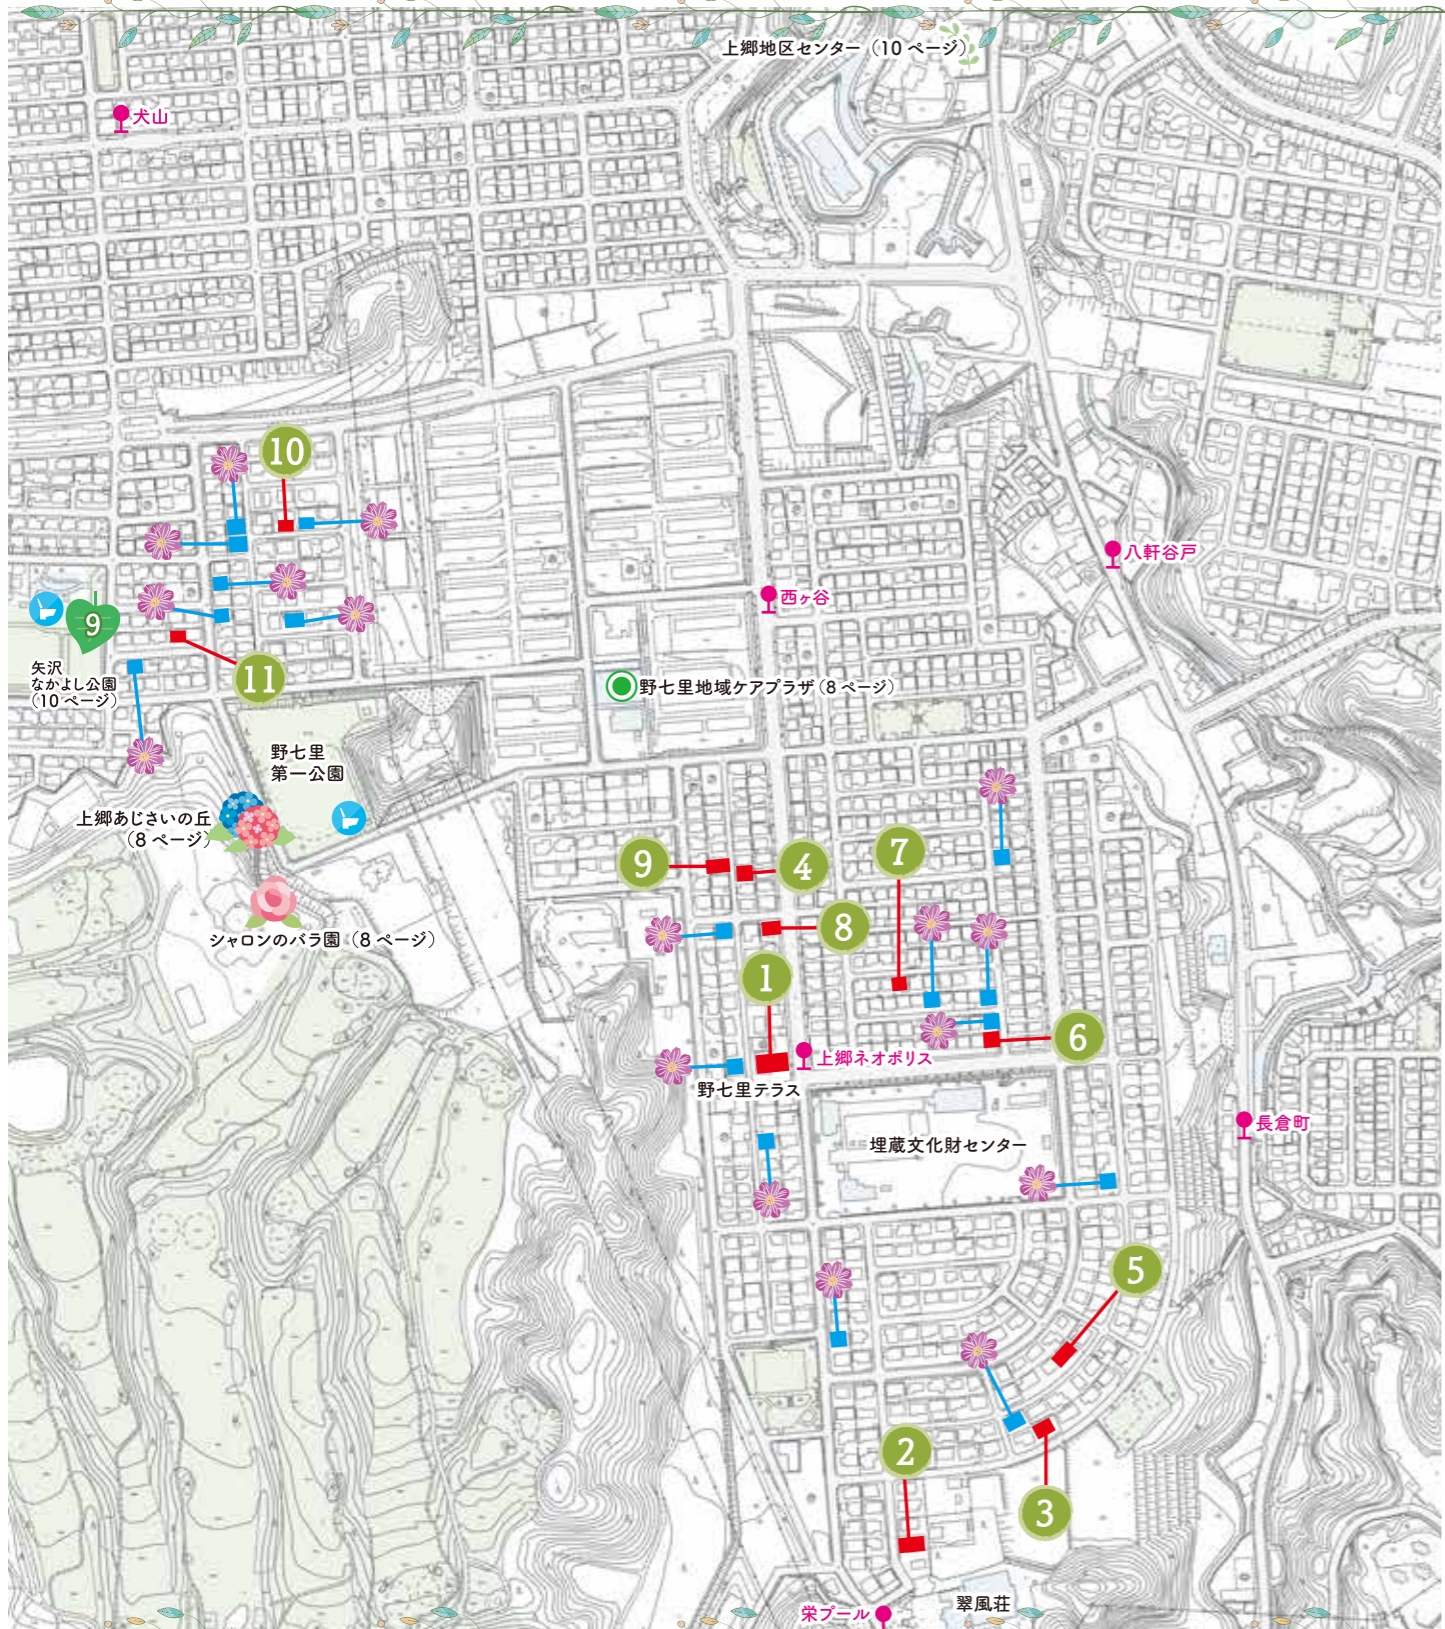 上郷地区センター（10 ページ）
犬山
10
八軒谷戸
西ヶ谷
9
矢沢
なかよし公園
（10 ページ）
11
野七里地域ケアプラザ（8 ページ）
野七里
第一公園
上郷あじさいの丘
（8 ページ）
9
4
7
シャロンのバラ園（8 ページ）
8
1
6
上郷ネオポリス
野七里テラス
長倉町
埋蔵文化財センター
5
2
3
翠風荘
栄プール